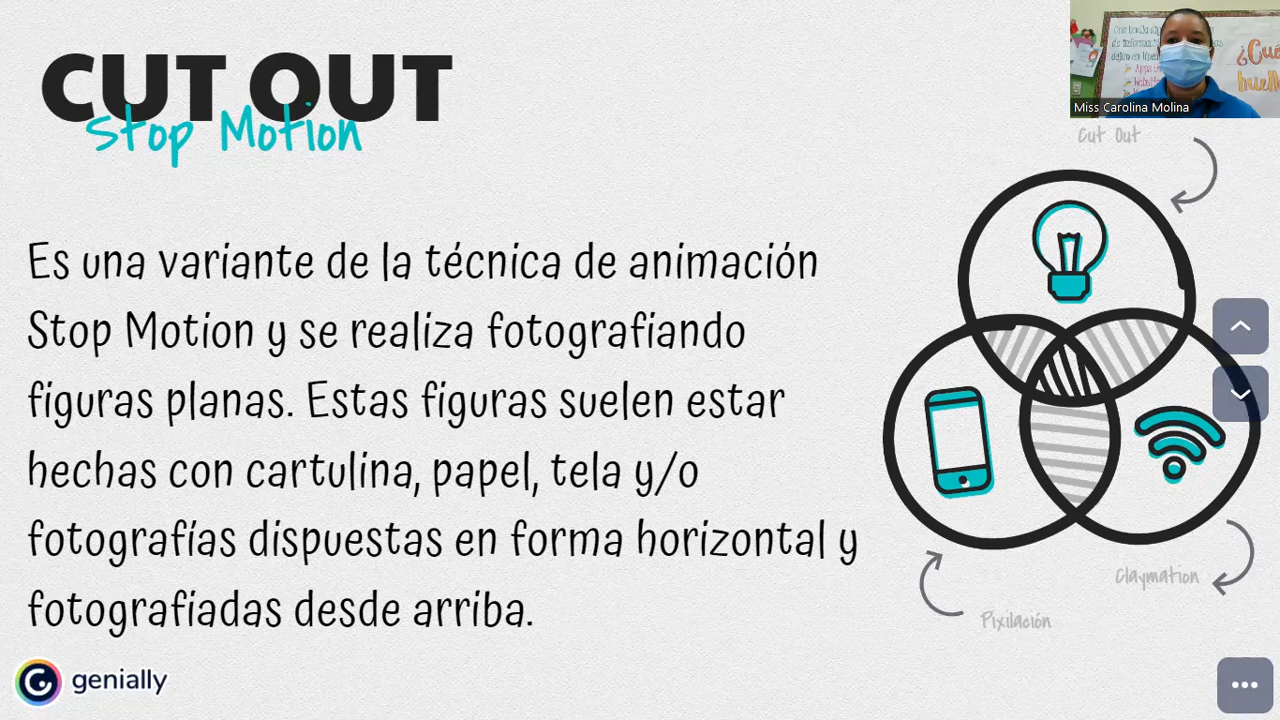 CUT OUT
Stop Motion
Es una variante de la técnica de animación
Stop Motion y se realiza fotografiando
figuras planas. Estas figuras suelen estar
hechas con cartulina, papel, tela y/o
fotografías dispuestas en forma horizontal y
fotografiadas desde arriba.
genially
Miss Carolina Molina
Cut Out
Claymation
Pixilación